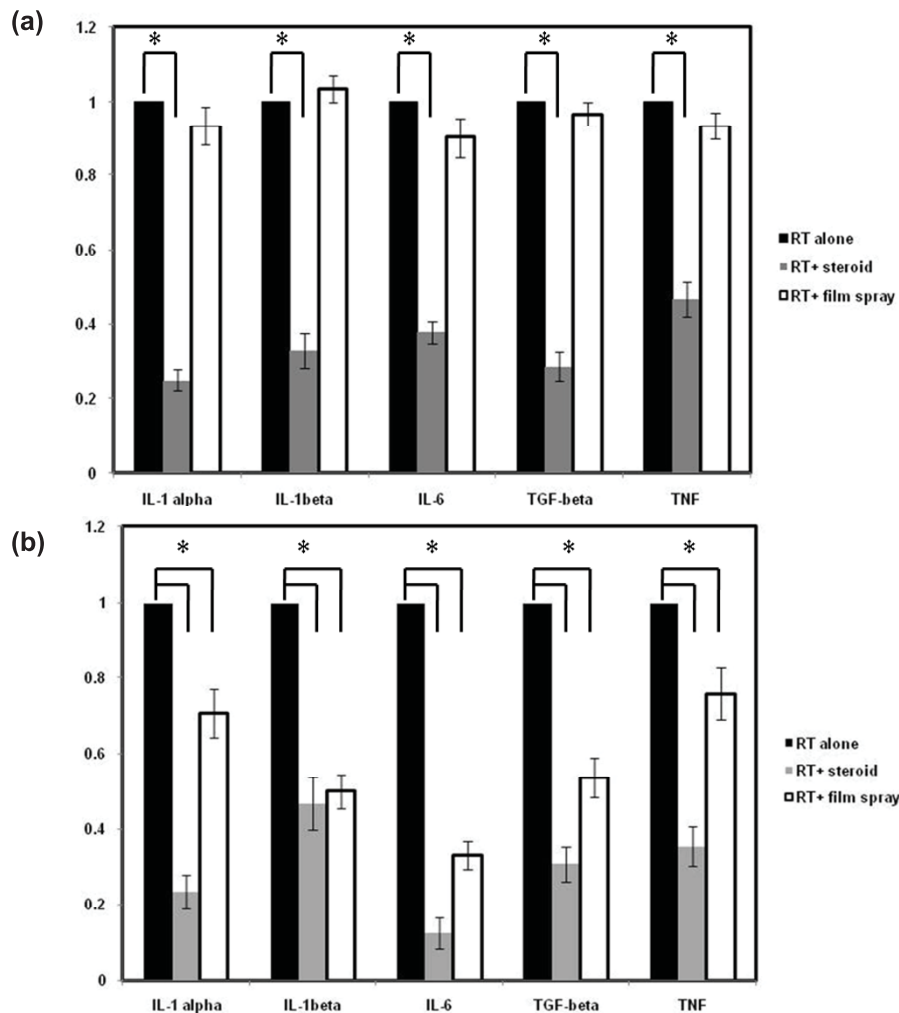 (a)
1.2
1
0.8
0.6
0.4
0.2
0
* * * * *
IL-1 alpha IL-1beta IL-6 TGF-beta TNF
RT alone
RT+ steroid
RT+ film spray
(b)
1.2
1
0.8
0.6
0.4
0.2
0
* * * * *
IL-1 alpha IL-1beta IL-6 TGF-beta TNF
RT alone
RT+ steroid
RT+ film spray